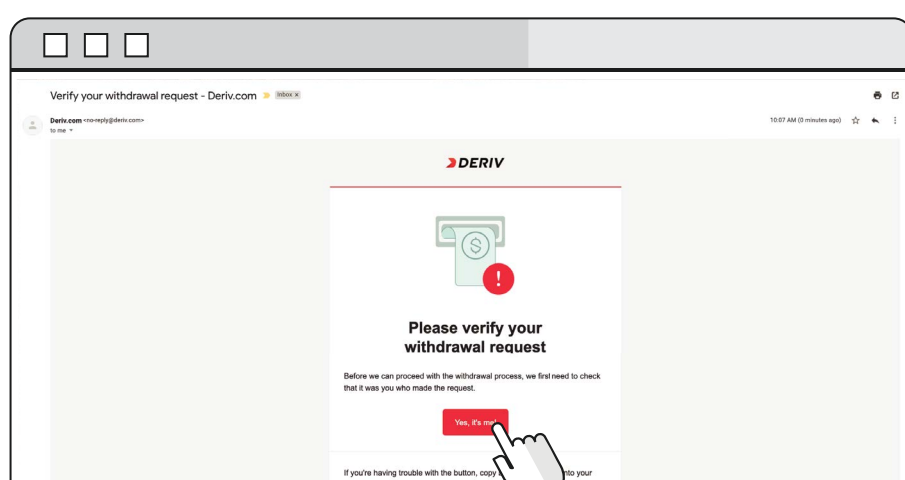 Verify your withdrawal request - Deriv.com Inbox x
Deriv.com <no-reply@deriv.com> 10:07 AM (0 minutes ago)
to me
DERIV
$
!
Please verify your
withdrawal request
Before we can proceed with the withdrawal process, we first need to check
that it was you who made the request.
Yes, it's me!
If you're having trouble with the button, copy into your